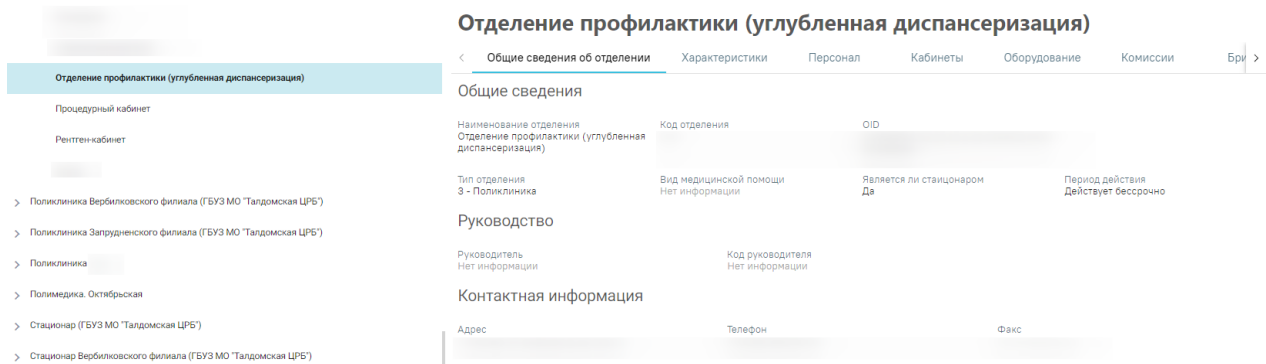 Отделение профилактики (углубленная диспансеризация)
Процедурный кабинет
Рентген-кабинет
Поликлиника Вербилковского филиала (ГБУЗ МО "Талдомская ЦРБ")
Поликлиника Запрудненского филиала (ГБУЗ МО "Талдомская ЦРБ")
Поликлиника
Полимедика. Октябрьская
Стационар (ГБУЗ МО "Талдомская ЦРБ")
Стационар Вербилковского филиала (ГБУЗ МО "Талдомская ЦРБ")
Отделение профилактики (углубленная диспансеризация)
Общие сведения об отделении Характеристики Персонал Кабинеты Оборудование Комиссии Бри
Общие сведения
Наименование отделения Код отделения OID
Отделение профилактики (углубленная
диспансеризация)
Тип отделения Вид медицинской помощи Является ли стаицонаром Период действия
3 - Поликлиника Нет информации Да Действует бессрочно
Руководство
Руководитель Код руководителя
Нет информации Нет информации
Контактная информация
Адрес Телефон Факс